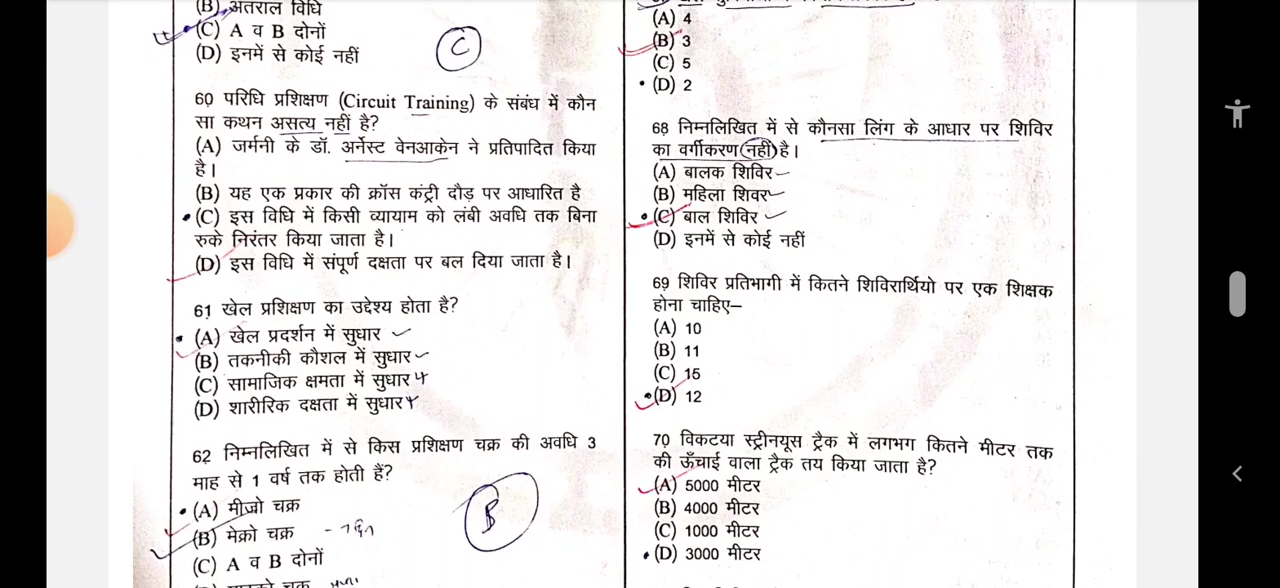 (B) अंतराल विधि
(C) A व B दोनों
(D) इनमें से कोई नहीं
C
60 परिधि प्रशिक्षण (Circuit Training) के संबंध में कौन
सा कथन असत्य नहीं है?
(A) जर्मनी के डॉ. अर्नेस्ट वेनआकेन ने प्रतिपादित किया
है।
(B) यह एक प्रकार की क्रॉस कंट्री दौड़ पर आधारित है
(C) इस विधि में किसी व्यायाम को लंबी अवधि तक बिना
रुके निरंतर किया जाता है।
(D) इस विधि में संपूर्ण दक्षता पर बल दिया जाता है।
61 खेल प्रशिक्षण का उद्देश्य होता है?
(A) खेल प्रदर्शन में सुधार
(B) तकनीकी कौशल में सुधार
(C) सामाजिक क्षमता में सुधार
(D) शारीरिक दक्षता में सुधार
62 निम्नलिखित में से किस प्रशिक्षण चक्र की अवधि 3
माह से 1 वर्ष तक होती हैं?
(A) मीज़ो चक्र
(B) मेक्रो चक्र
(C) A व B दोनों
B
(A) 4
(B) 3
(C) 5
(D) 2
68 निम्नलिखित में से कौनसा लिंग के आधार पर शिविर
का वर्गीकरण नहीं है।
(A) बालक शिविर
(B) महिला शिवर
(C) बाल शिविर
(D) इनमें से कोई नहीं
69 शिविर प्रतिभागी में कितने शिविरार्थियो पर एक शिक्षक
होना चाहिए–
(A) 10
(B) 11
(C) 15
(D) 12
70 विकटया स्ट्रीनयूस ट्रैक में लगभग कितने मीटर तक
की ऊँचाई वाला ट्रैक तय किया जाता है?
(A) 5000 मीटर
(B) 4000 मीटर
(C) 1000 मीटर
(D) 3000 मीटर